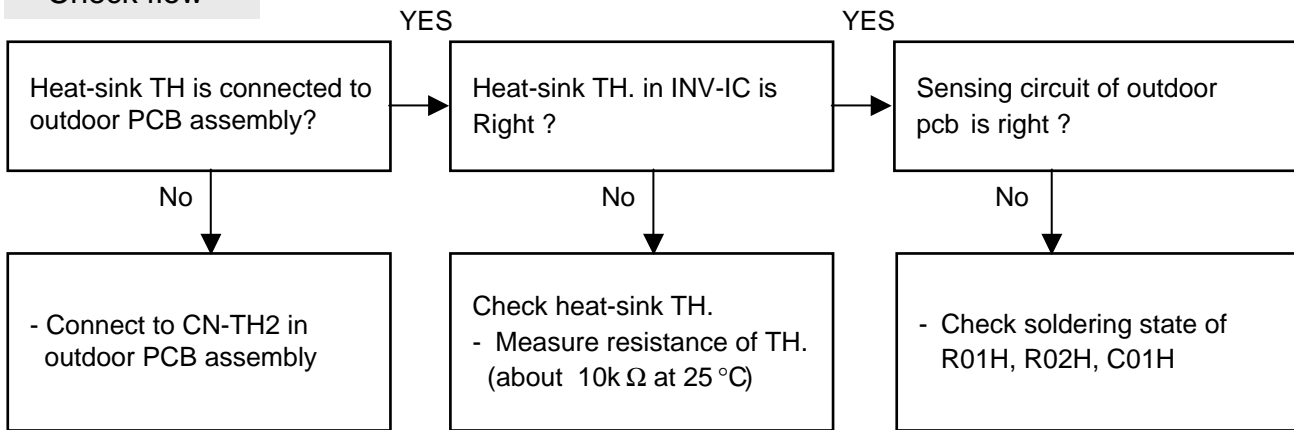 Check flow
YES
YES
Heat-sink TH is connected to
outdoor PCB assembly?
Heat-sink TH. in INV-IC is
Right ?
Sensing circuit of outdoor
pcb is right ?
No
No
No
- Connect to CN-TH2 in
outdoor PCB assembly
Check heat-sink TH.
- Measure resistance of TH.
(about 10k Ω at 25 °C)
- Check soldering state of
R01H, R02H, C01H